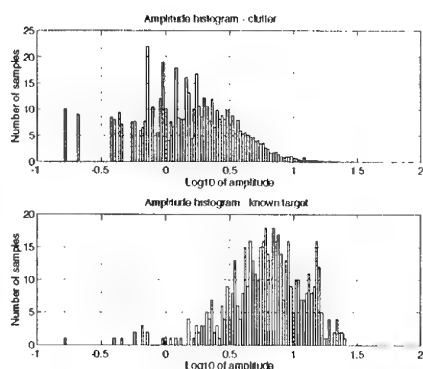 Amplitude histogram - clutter
25
20
15
10
5
0
Number of samples
-1 -0.5 0 0.5 1 1.5 2
Log10 of amplitude
Amplitude histogram - known target
20
15
10
5
0
Number of samples
-1 -0.5 0 0.5 1 1.5 2
Log10 of amplitude